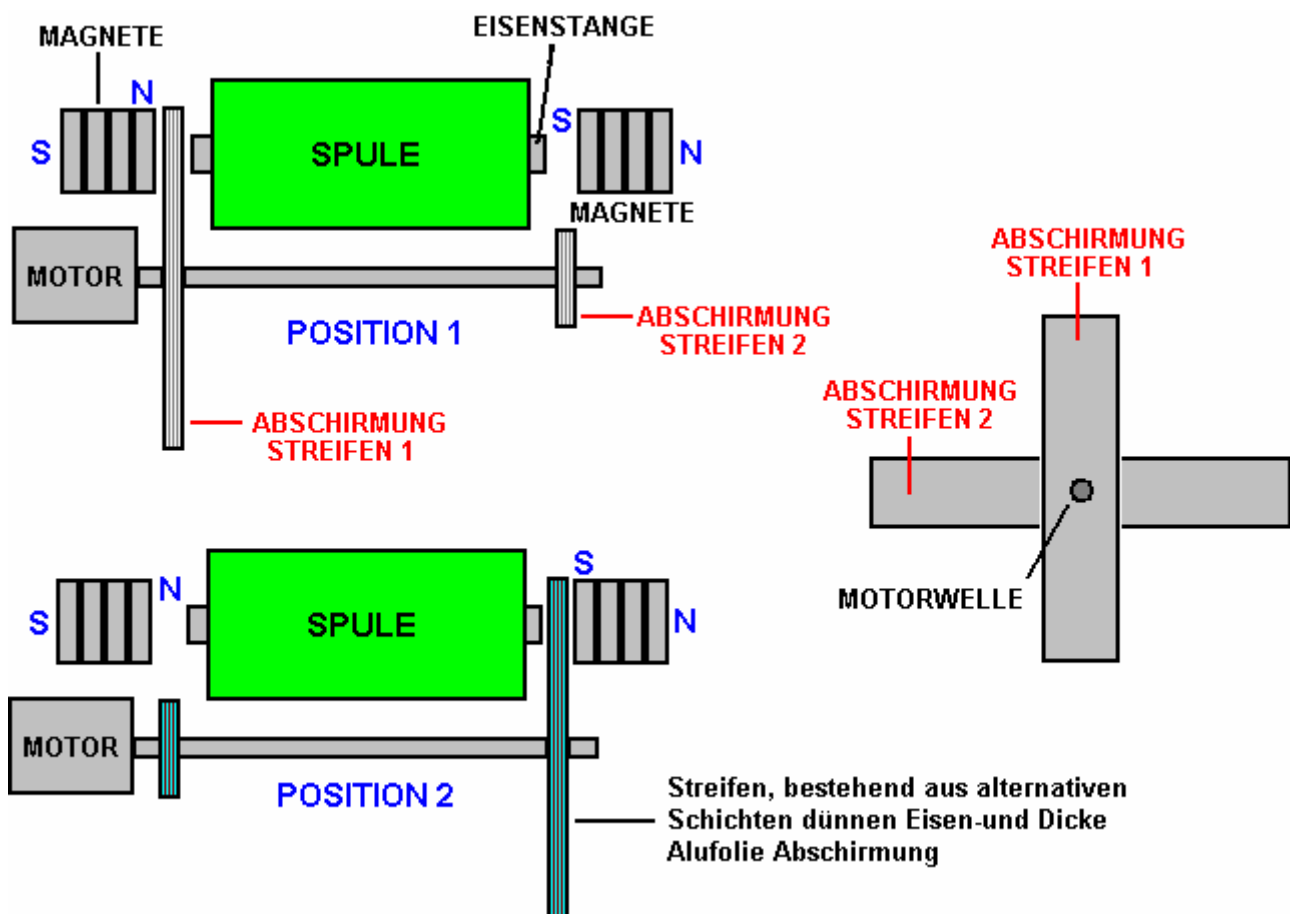 MAGNETE
EISENSTANGE
N
S
SPULE
S
N
MAGNETE
MOTOR
POSITION 1
ABSCHIRMUNG
STREIFEN 2
ABSCHIRMUNG
STREIFEN 1
ABSCHIRMUNG
STREIFEN 1
ABSCHIRMUNG
STREIFEN 2
MOTORWELLE
S
N
SPULE
S
N
MOTOR
POSITION 2
Streifen, bestehend aus alternativen
Schichten dünnen Eisen-und Dicke
Alufolie Abschirmung